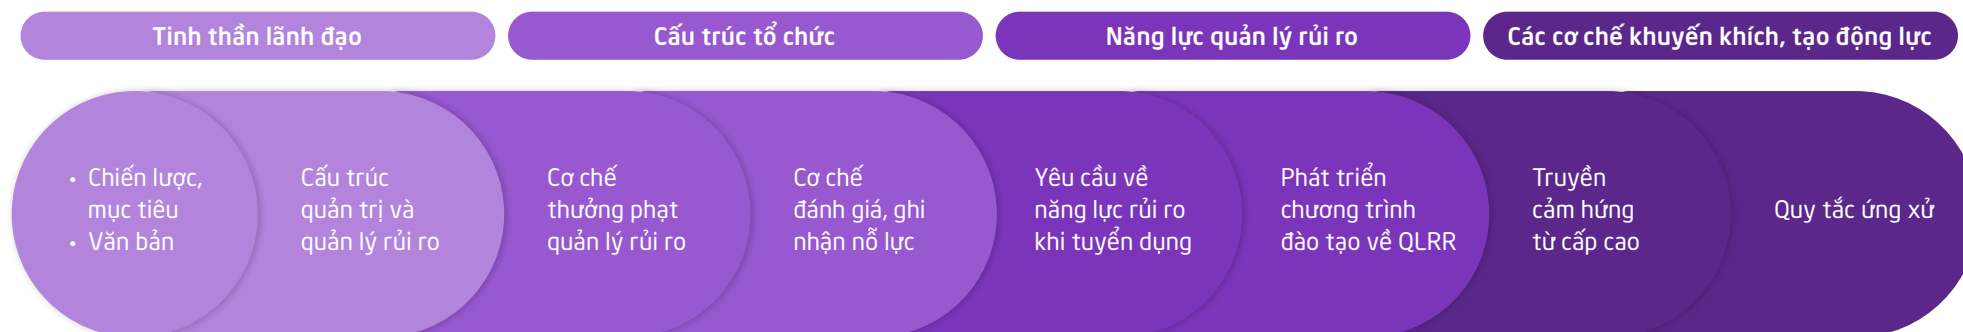 Tinh thần lãnh đạo
Cấu trúc tổ chức
Năng lực quản lý rủi ro
Các cơ chế khuyến khích, tạo động lực
• Chiến lược,
mục tiêu
• Văn bản
Cấu trúc
quản trị và
quản lý rủi ro
Cơ chế
thưởng phạt
quản lý rủi ro
Cơ chế
đánh giá, ghi
nhận nỗ lực
Yêu cầu về
năng lực rủi ro
khi tuyển dụng
Phát triển
chương trình
đào tạo về QLRR
Truyền
cảm hứng
từ cấp cao
Quy tắc ứng xử